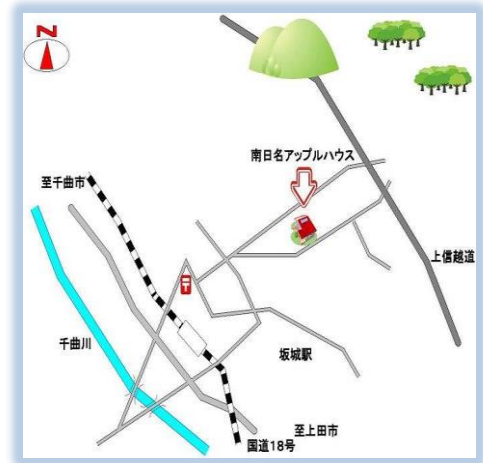 N
南日名アップルハウス
至千曲市
上信越道
千曲川
坂城駅
至上田市
国道18号